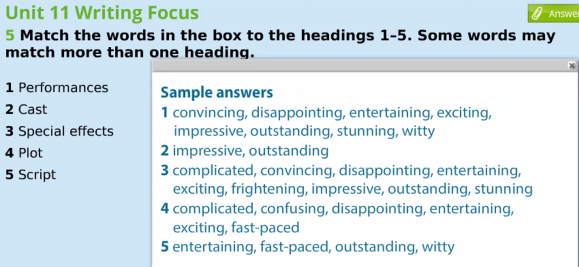 Unit 11 Writing Focus
Answer
5 Match the words in the box to the headings 1–5. Some words may
match more than one heading.
1 Performances
2 Cast
3 Special effects
4 Plot
5 Script
Sample answers
1 convincing, disappointing, entertaining, exciting,
impressive, outstanding, stunning, witty
2 impressive, outstanding
3 complicated, convincing, disappointing, entertaining,
exciting, frightening, impressive, outstanding, stunning
4 complicated, confusing, disappointing, entertaining,
exciting, fast-paced
5 entertaining, fast-paced, outstanding, witty